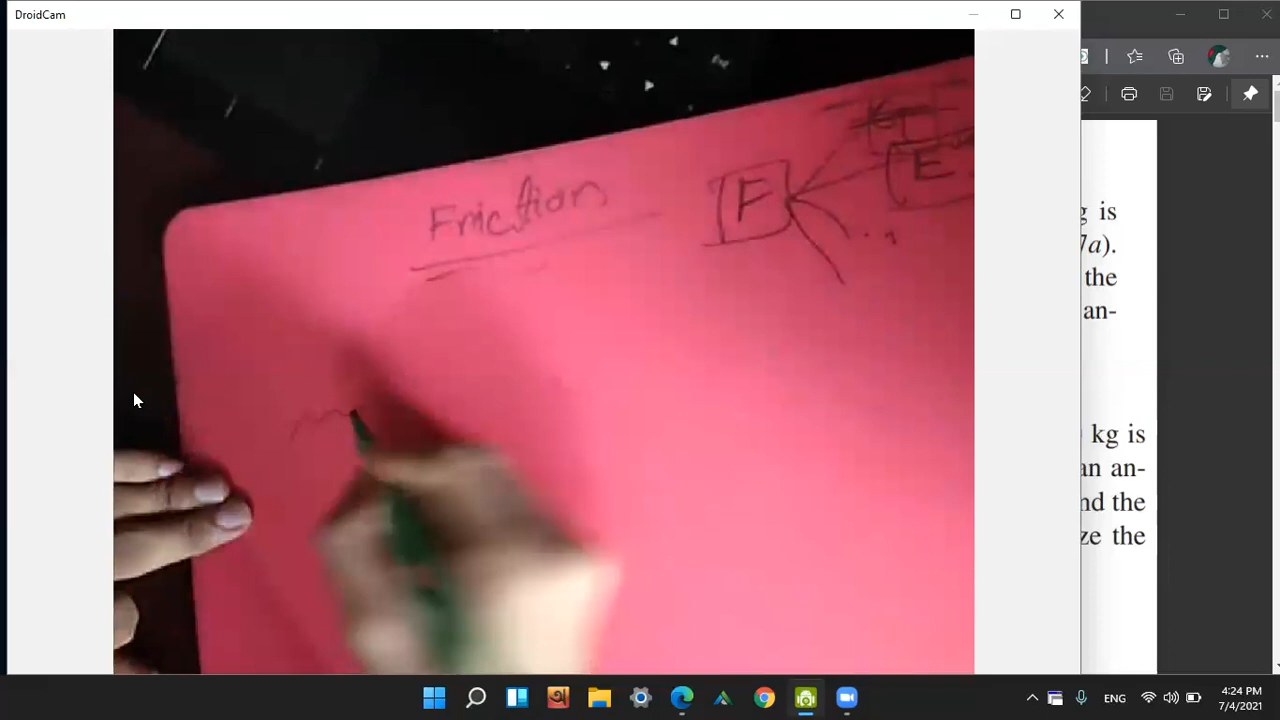 DroidCam
Friction
F
E
. . .
g is
7a).
the
an-
kg is
an an-
nd the
ze the
ENG
4:24 PM
7/4/2021